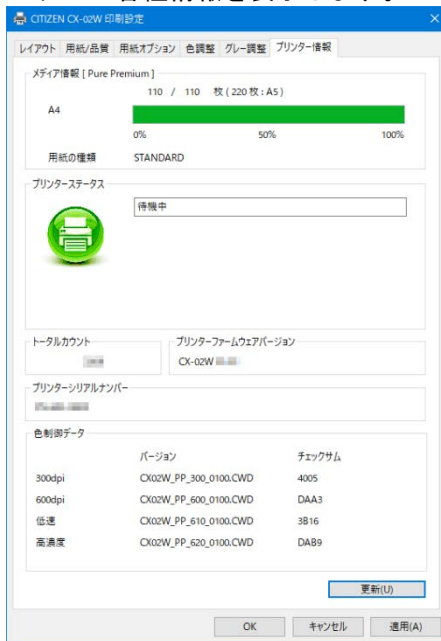 CITIZEN CX-02W 印刷設定
レイアウト 用紙/品質 用紙オプション 色調整 グレー調整 プリンター情報
メディア情報 [ Pure Premium ]
110 / 110 枚 ( 220 枚 : A5 )
A4
0% 50% 100%
用紙の種類 STANDARD
プリンターステータス
待機中
トータルカウント プリンターファームウェアバージョン
CX-02W
プリンターシリアルナンバー
色制御データ
バージョン チェックサム
300dpi CX02W_PP_300_0100.CWD 4005
600dpi CX02W_PP_600_0100.CWD DAA3
低速 CX02W_PP_610_0100.CWD 3B16
高濃度 CX02W_PP_620_0100.CWD DAB9
更新(U)
OK キャンセル 適用(A)